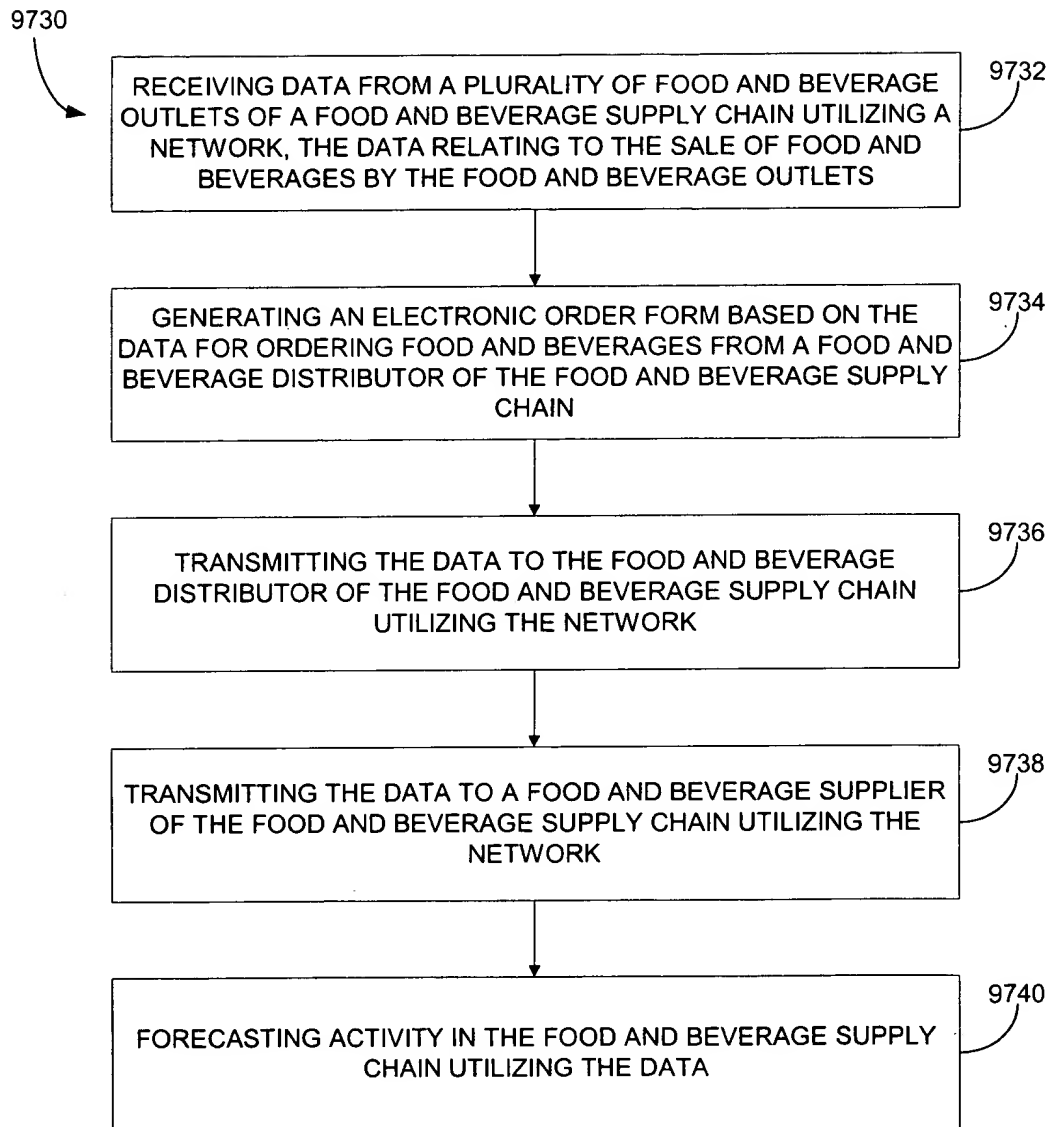 9730
9732
RECEIVING DATA FROM A PLURALITY OF FOOD AND BEVERAGE
OUTLETS OF A FOOD AND BEVERAGE SUPPLY CHAIN UTILIZING A
NETWORK, THE DATA RELATING TO THE SALE OF FOOD AND
BEVERAGES BY THE FOOD AND BEVERAGE OUTLETS
9734
GENERATING AN ELECTRONIC ORDER FORM BASED ON THE
DATA FOR ORDERING FOOD AND BEVERAGES FROM A FOOD AND
BEVERAGE DISTRIBUTOR OF THE FOOD AND BEVERAGE SUPPLY
CHAIN
9736
TRANSMITTING THE DATA TO THE FOOD AND BEVERAGE
DISTRIBUTOR OF THE FOOD AND BEVERAGE SUPPLY CHAIN
UTILIZING THE NETWORK
9738
TRANSMITTING THE DATA TO A FOOD AND BEVERAGE SUPPLIER
OF THE FOOD AND BEVERAGE SUPPLY CHAIN UTILIZING THE
NETWORK
9740
FORECASTING ACTIVITY IN THE FOOD AND BEVERAGE SUPPLY
CHAIN UTILIZING THE DATA